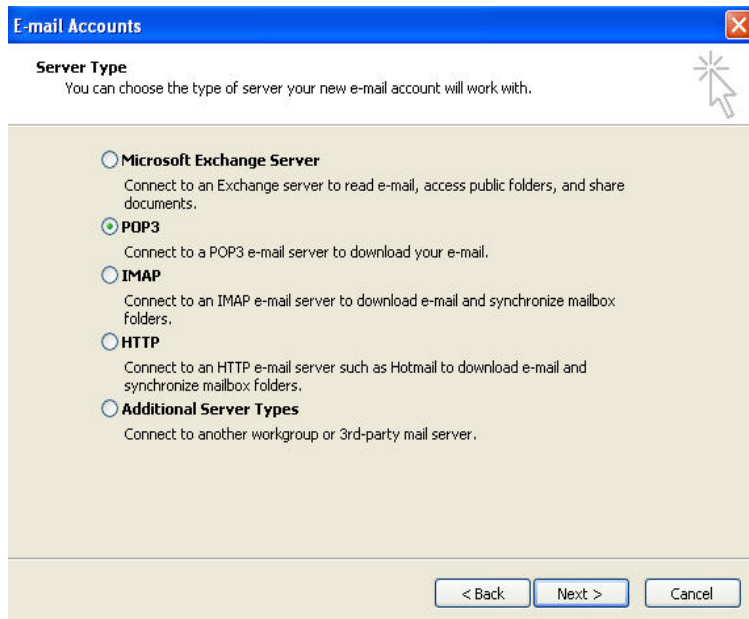 E-mail Accounts
Server Type
You can choose the type of server your new e-mail account will work with.
Microsoft Exchange Server
Connect to an Exchange server to read e-mail, access public folders, and share
documents.
POP3
Connect to a POP3 e-mail server to download your e-mail.
IMAP
Connect to an IMAP e-mail server to download e-mail and synchronize mailbox
folders.
HTTP
Connect to an HTTP e-mail server such as Hotmail to download e-mail and
synchronize mailbox folders.
Additional Server Types
Connect to another workgroup or 3rd-party mail server.
< Back Next > Cancel